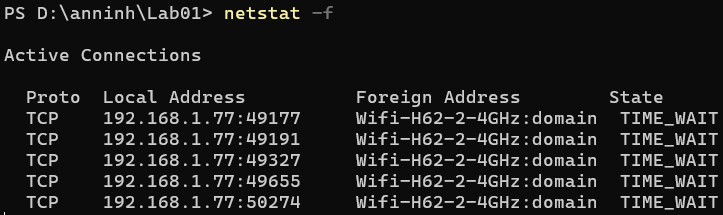 PS D:\anninh\Lab01> netstat -f
Active Connections
Proto Local Address Foreign Address State
TCP 192.168.1.77:49177 Wifi-H62-2-4GHz:domain TIME_WAIT
TCP 192.168.1.77:49191 Wifi-H62-2-4GHz:domain TIME_WAIT
TCP 192.168.1.77:49327 Wifi-H62-2-4GHz:domain TIME_WAIT
TCP 192.168.1.77:49655 Wifi-H62-2-4GHz:domain TIME_WAIT
TCP 192.168.1.77:50274 Wifi-H62-2-4GHz:domain TIME_WAIT